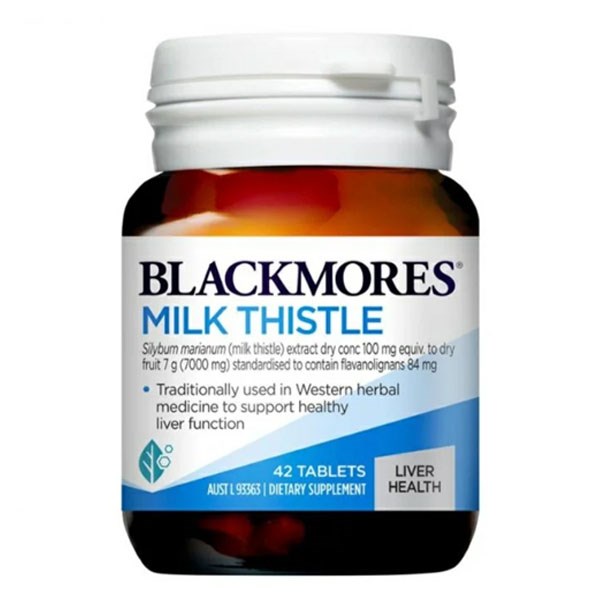 BLACKMORES®
MILK THISTLE
Silybum marianum (milk thistle) extract dry conc 100 mg equiv. to dry
fruit 7 g (7000 mg) standardised to contain flavanolignans 84 mg
• Traditionally used in Western herbal
medicine to support healthy
liver function
42 TABLETS
AUST L 93363 | DIETARY SUPPLEMENT
LIVER
HEALTH